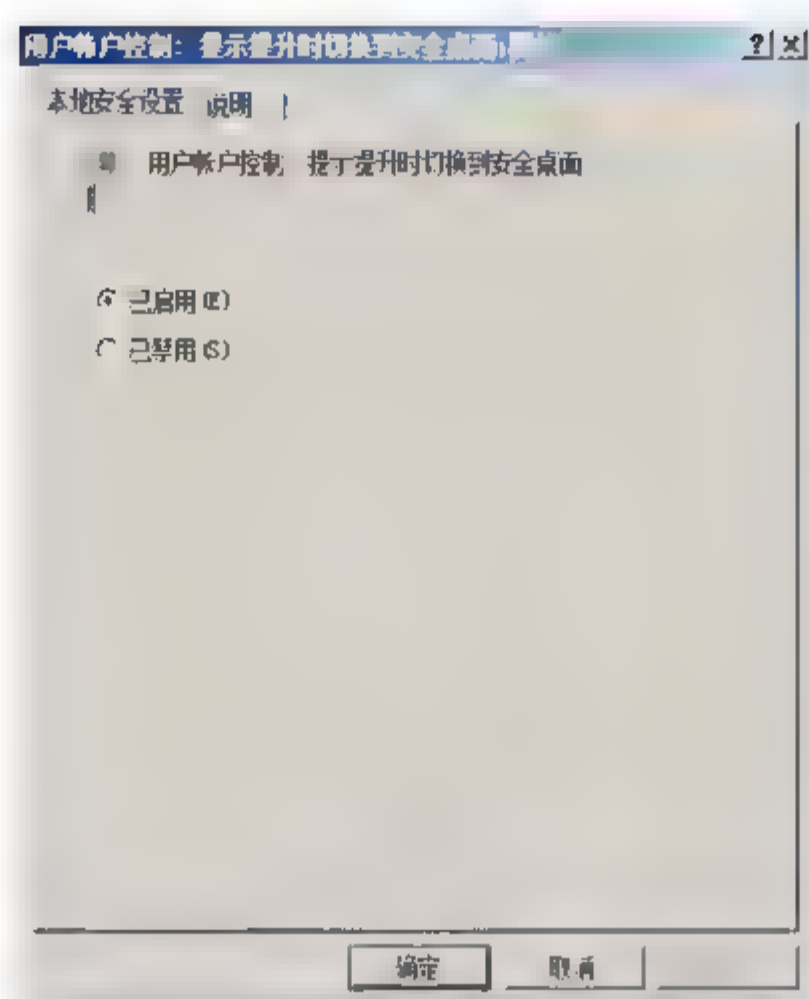 用户帐户控制: 提示提升时切换到安全桌面
本地安全设置 说明
用户帐户控制 提示提升时切换到安全桌面
已启用(E)
已禁用(S)
确定 取消